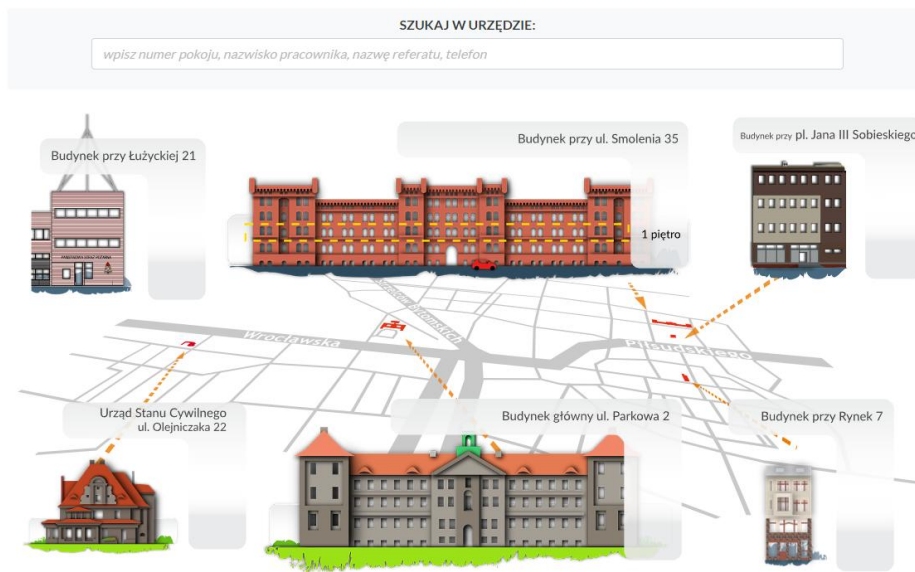 SZUKAJ W URZĘDZIE:
wpisz numer pokoju, nazwisko pracownika, nazwę referatu, telefon
Budynek przy Łużyckiej 21
Budynek przy ul. Smolenia 35
Budynek przy pl. Jana III Sobieskiego
1 piętro
Wrocławska
Piłsudskiego
Urząd Stanu Cywilnego
ul. Olejniczaka 22
Budynek główny ul. Parkowa 2
Budynek przy Rynek 7